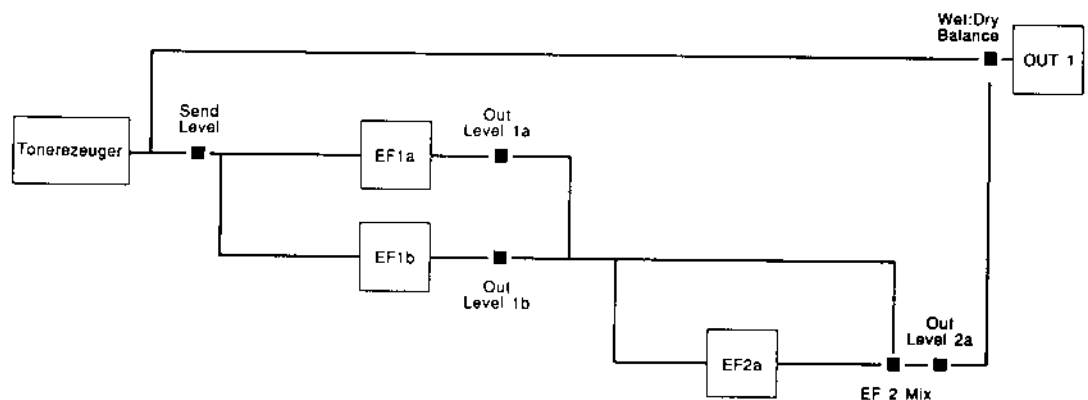 Wet:Dry
Balance
OUT 1
Send
Level
Out
Level 1a
Tonerezeuger
EF1a
EF1b
Out
Level 1b
Out
Level 2a
EF2a
EF 2 Mix